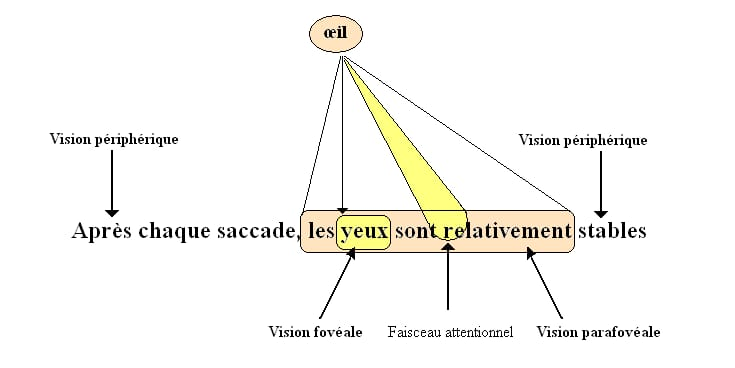 œil
Vision périphérique
Vision périphérique
Après chaque saccade, les yeux sont relativement stables
Vision fovéale
Faisceau attentionnel
Vision parafovéale